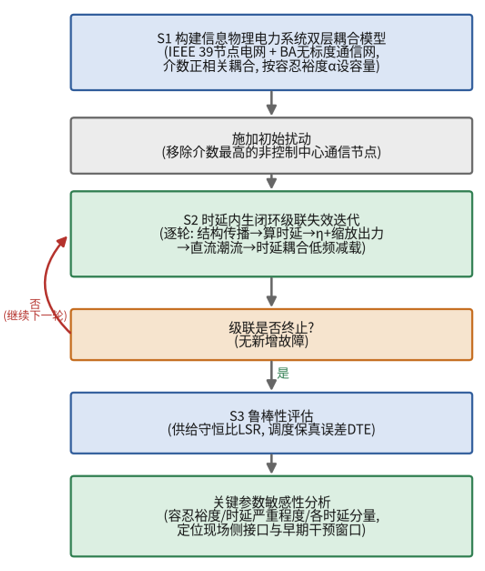 S1 构建信息物理电力系统双层耦合模型
(IEEE 39节点电网 + BA无标度通信网,
介数正相关耦合, 按容忍裕度α设容量)
施加初始扰动
(移除介数最高的非控制中心通信节点)
S2 时延内生闭环级联失效迭代
(逐轮: 结构传播→算时延→η+缩放出力
→直流潮流→时延耦合低频减载)
否
(继续下一轮)
级联是否终止?
(无新增故障)
是
S3 鲁棒性评估
(供给守恒比LSR, 调度保真误差DTE)
关键参数敏感性分析
(容忍裕度/时延严重程度/各时延分量,
定位现场侧接口与早期干预窗口)